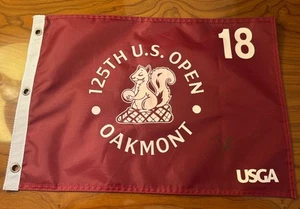 125TH U.S. OPEN
18
OAKMONT
USGA